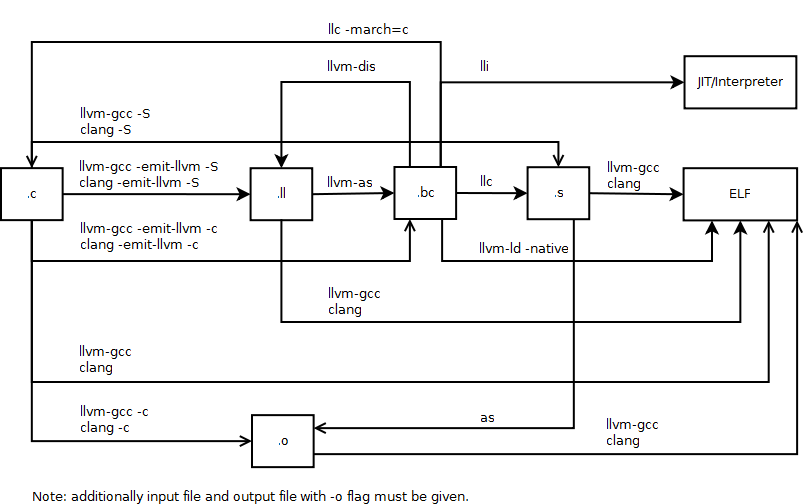 llc -march=c
llvm-dis
lli
JIT/Interpreter
llvm-gcc -S
clang -S
llvm-gcc -emit-llvm -S
clang -emit-llvm -S
llvm-as
llc
llvm-gcc
clang
.c
.ll
.bc
.s
ELF
llvm-gcc -emit-llvm -c
clang -emit-llvm -c
llvm-ld -native
llvm-gcc
clang
llvm-gcc
clang
llvm-gcc -c
clang -c
as
llvm-gcc
clang
.o
Note: additionally input file and output file with -o flag must be given.